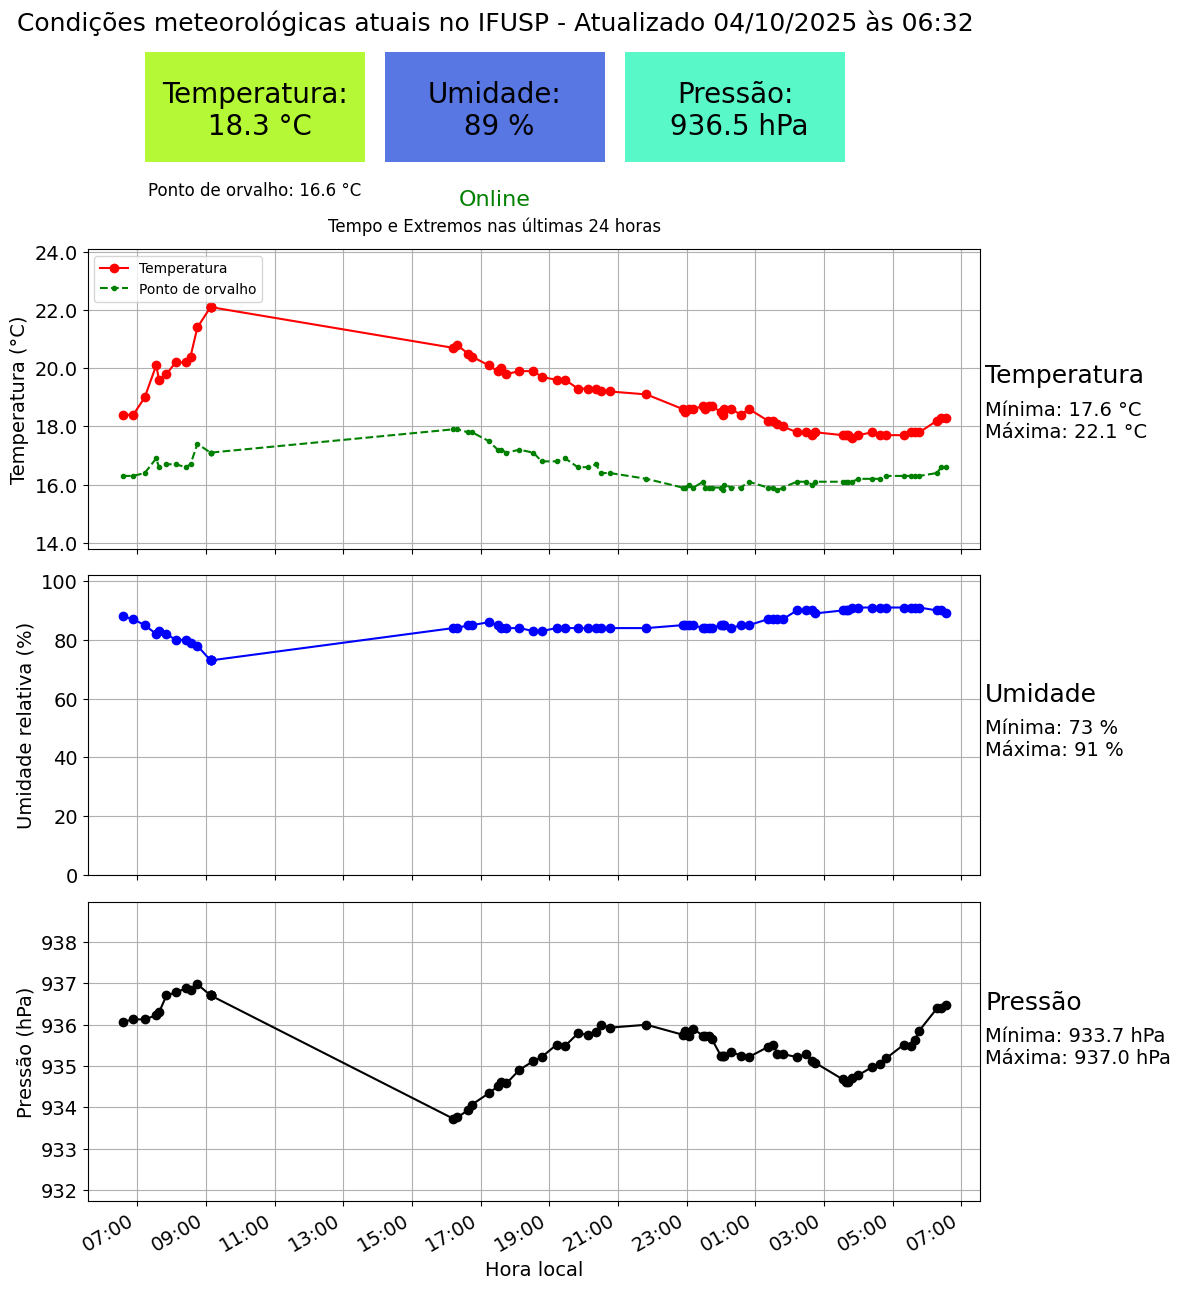 Condições meteorológicas atuais no IFUSP - Atualizado 04/10/2025 às 06:32
Temperatura:
18.3 °C
Umidade:
89 %
Pressão:
936.5 hPa
Ponto de orvalho: 16.6 °C
Online
Tempo e Extremos nas últimas 24 horas
Temperatura (°C)
24.0
22.0
20.0
18.0
16.0
14.0
Temperatura
Ponto de orvalho
Temperatura
Mínima: 17.6 °C
Máxima: 22.1 °C
Umidade relativa (%)
100
80
60
40
20
0
Umidade
Mínima: 73 %
Máxima: 91 %
Pressão (hPa)
938
937
936
935
934
933
932
Pressão
Mínima: 933.7 hPa
Máxima: 937.0 hPa
07:00
09:00
11:00
13:00
15:00
17:00
19:00
21:00
23:00
01:00
03:00
05:00
07:00
Hora local